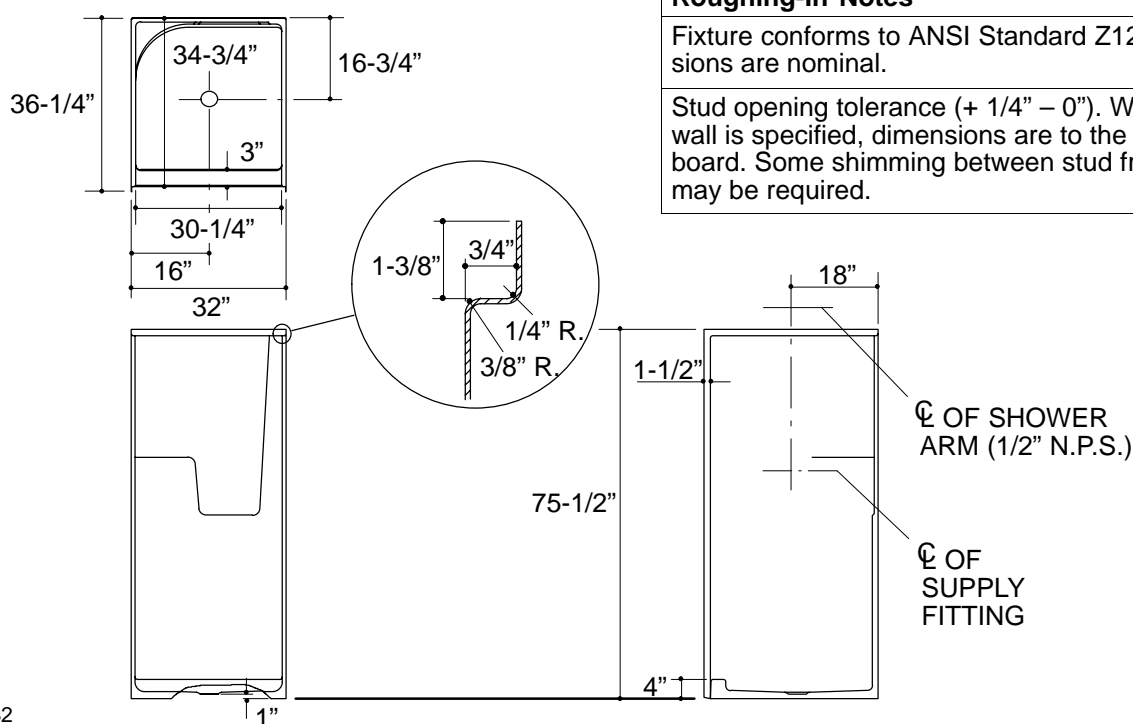 Roughing-In Notes
Fixture conforms to ANSI Standard Z12
sions are nominal.
Stud opening tolerance (+ 1/4” – 0”). W
wall is specified, dimensions are to the
board. Some shimming between stud fr
may be required.
34-3/4”
16-3/4”
36-1/4”
3”
30-1/4”
16”
32”
1-3/8”
3/4”
1/4” R.
3/8” R.
18”
1-1/2”
℄ OF SHOWER
ARM (1/2” N.P.S.)
75-1/2”
℄ OF
SUPPLY
FITTING
4”
1”
2